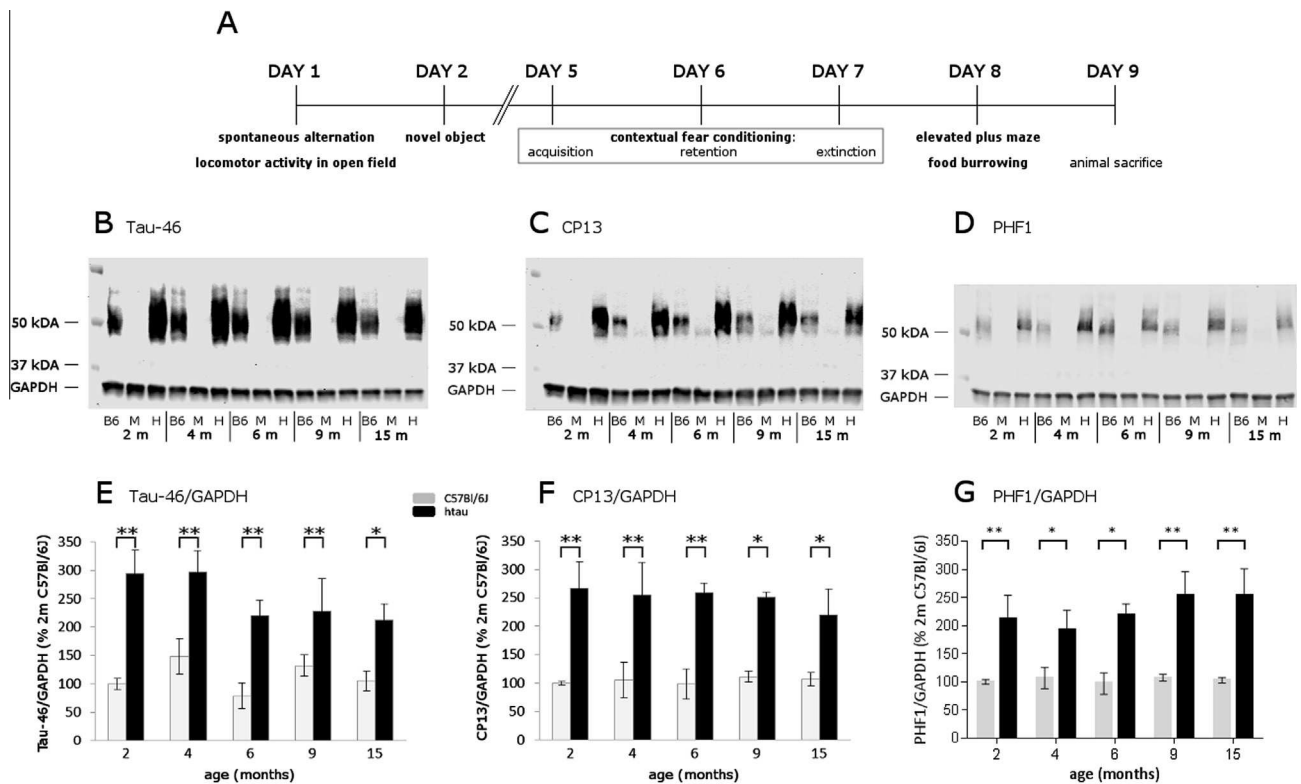 A
DAY 1 DAY 2 DAY 5 DAY 6 DAY 7 DAY 8 DAY 9
spontaneous alternation novel object contextual fear conditioning: elevated plus maze
locomotor activity in open field acquisition retention extinction food burrowing animal sacrifice
B Tau-46
50 kDA
37 kDA
GAPDH
B6 M H B6 M H B6 M H B6 M H B6 M H
2 m 4 m 6 m 9 m 15 m
C CP13
50 kDA
37 kDA
GAPDH
B6 M H B6 M H B6 M H B6 M H B6 M H
2 m 4 m 6 m 9 m 15 m
D PHF1
50 kDA
37 kDA
GAPDH
B6 M H B6 M H B6 M H B6 M H B6 M H
2 m 4 m 6 m 9 m 15 m
E Tau-46/GAPDH
C57Bl/6J
htau
** ** ** ** *
Tau-46/GAPDH (% 2m C57Bl/6J)
350
300
250
200
150
100
50
0
2 4 6 9 15
age (months)
F CP13/GAPDH
** ** ** * *
CP13/GAPDH (% 2m C57Bl/6J)
350
300
250
200
150
100
50
0
2 4 6 9 15
age (months)
G PHF1/GAPDH
** * * ** **
PHF1/GAPDH (% 2m C57Bl/6J)
350
300
250
200
150
100
50
0
2 4 6 9 15
age (months)